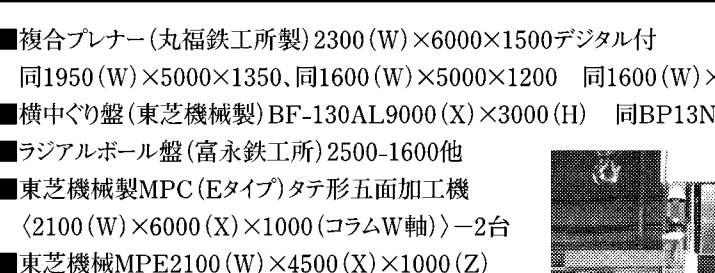 ■複合プレナー(丸福鉄工所製)2300(W)×6000×1500デジタル付
同1950(W)×5000×1350、同1600(W)×5000×1200　同1600(W)×
■横中ぐり盤(東芝機械製)BF-130AL9000(X)×3000(H)　同BP13N
■ラジアルボール盤(富永鉄工所)2500-1600他
■東芝機械製MPC(Eタイプ)タテ形五面加工機
〈2100(W)×6000(X)×1000(コラムW軸)〉−2台
■東芝機械MPE2100(W)×4500(X)×1000(Z)